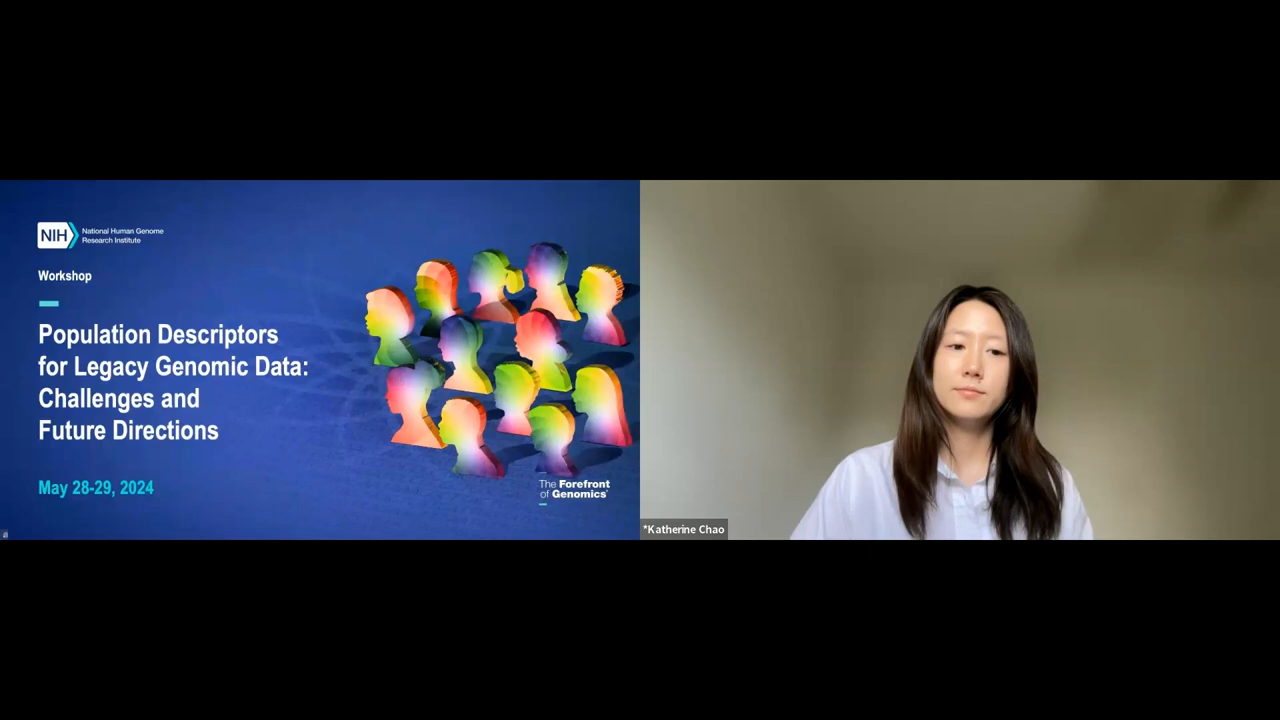 NIH
National Human Genome
Research Institute
Workshop
Population Descriptors
for Legacy Genomic Data:
Challenges and
Future Directions
May 28-29, 2024
The Forefront
of Genomics®
*Katherine Chao